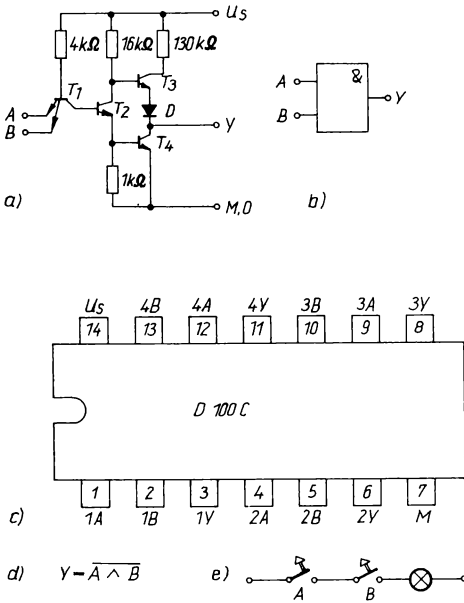 Us
4kΩ 16kΩ 130kΩ
T1 T2 T3 D
A
B
Y
T4
1kΩ
a) M,0
&
A
B
Y
b)
Us 4B 4A 4Y 3B 3A 3Y
14 13 12 11 10 9 8
D 100 C
1 2 3 4 5 6 7
c) 1A 1B 1Y 2A 2B 2Y M
d) Y = A ∧ B
e) A B